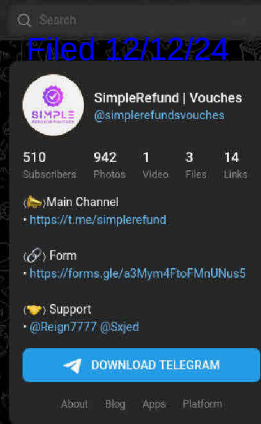 Search
Filed 12/12/24
SIMPLE
SimpleRefund | Vouches
@simplerefundsvouches
510 942 1 3 14
Subscribers Photos Video Files Links
(📣)Main Channel
• https://t.me/simplerefund
(🔗) Form
• https://forms.gle/a3Mym4FtoFMnUNus5
(🤝) Support
• @Reign7777 @Sxjed
DOWNLOAD TELEGRAM
About Blog Apps Platform